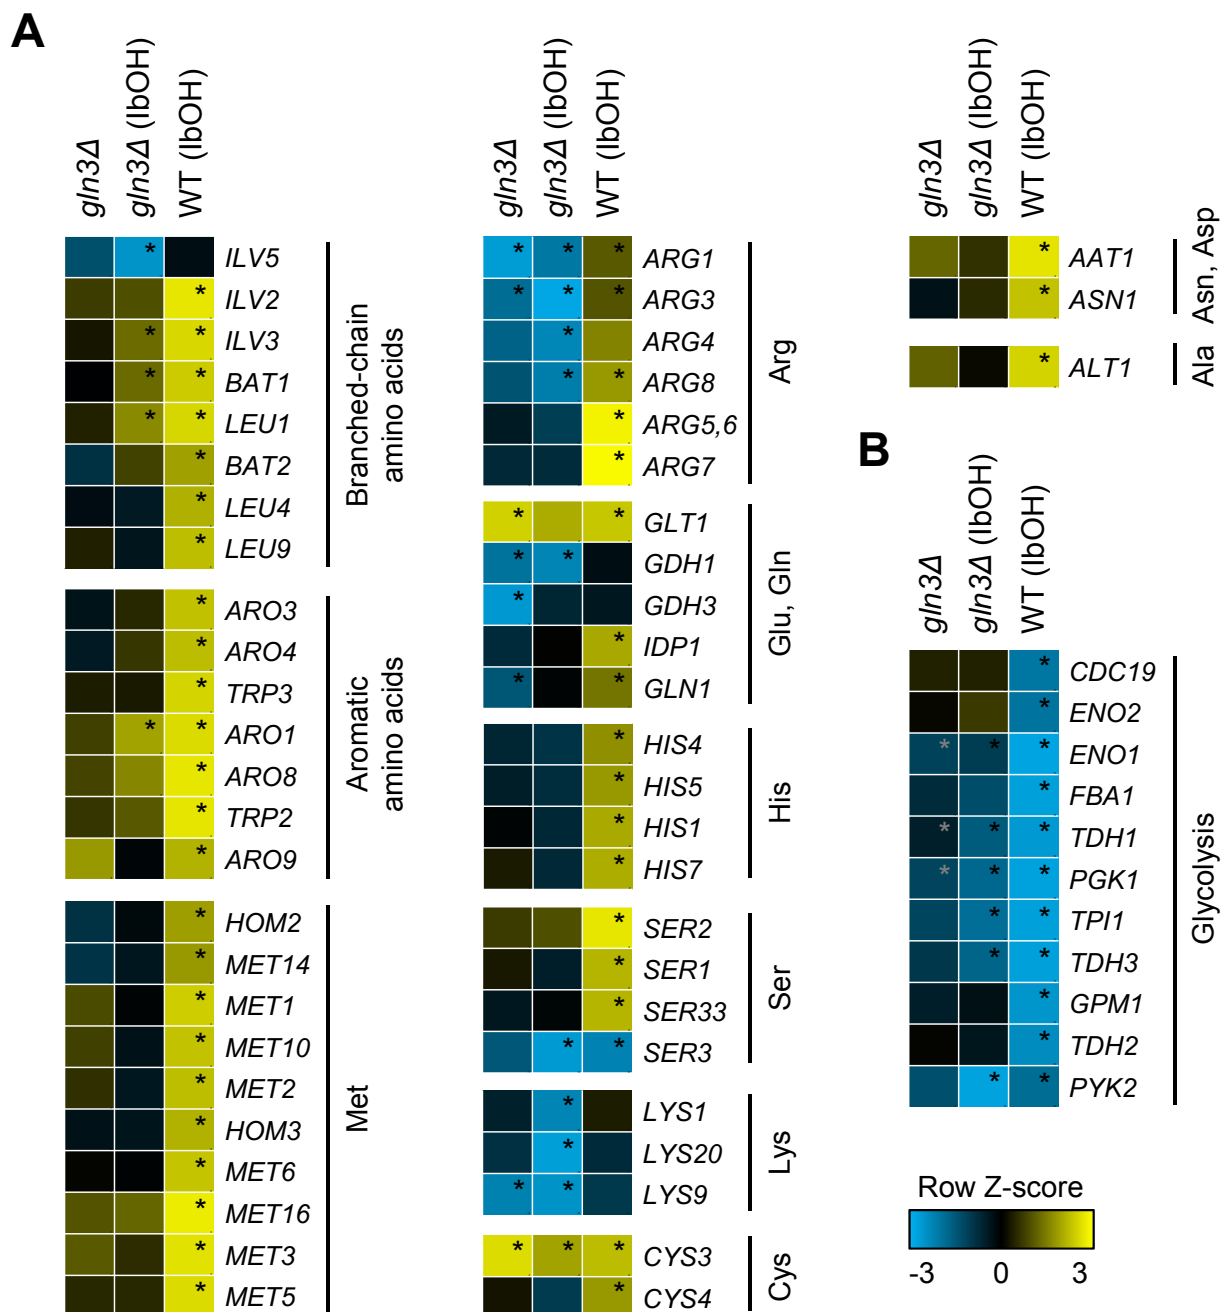 A
gln3Δ
gln3Δ (IbOH)
WT (IbOH)
ILV5
ILV2
ILV3
BAT1
LEU1
BAT2
LEU4
LEU9
Branched-chain
amino acids
ARO3
ARO4
TRP3
ARO1
ARO8
TRP2
ARO9
Aromatic
amino acids
HOM2
MET14
MET1
MET10
MET2
HOM3
MET6
MET16
MET3
MET5
Met
gln3Δ
gln3Δ (IbOH)
WT (IbOH)
ARG1
ARG3
ARG4
ARG8
ARG5,6
ARG7
Arg
GLT1
GDH1
GDH3
IDP1
GLN1
Glu, Gln
HIS4
HIS5
HIS1
HIS7
His
SER2
SER1
SER33
SER3
Ser
LYS1
LYS20
LYS9
Lys
CYS3
CYS4
Cys
gln3Δ
gln3Δ (IbOH)
WT (IbOH)
AAT1
ASN1
Asn, Asp
ALT1
Ala
B
gln3Δ
gln3Δ (IbOH)
WT (IbOH)
CDC19
ENO2
ENO1
FBA1
TDH1
PGK1
TPI1
TDH3
GPM1
TDH2
PYK2
Glycolysis
Row Z-score
-3 0 3